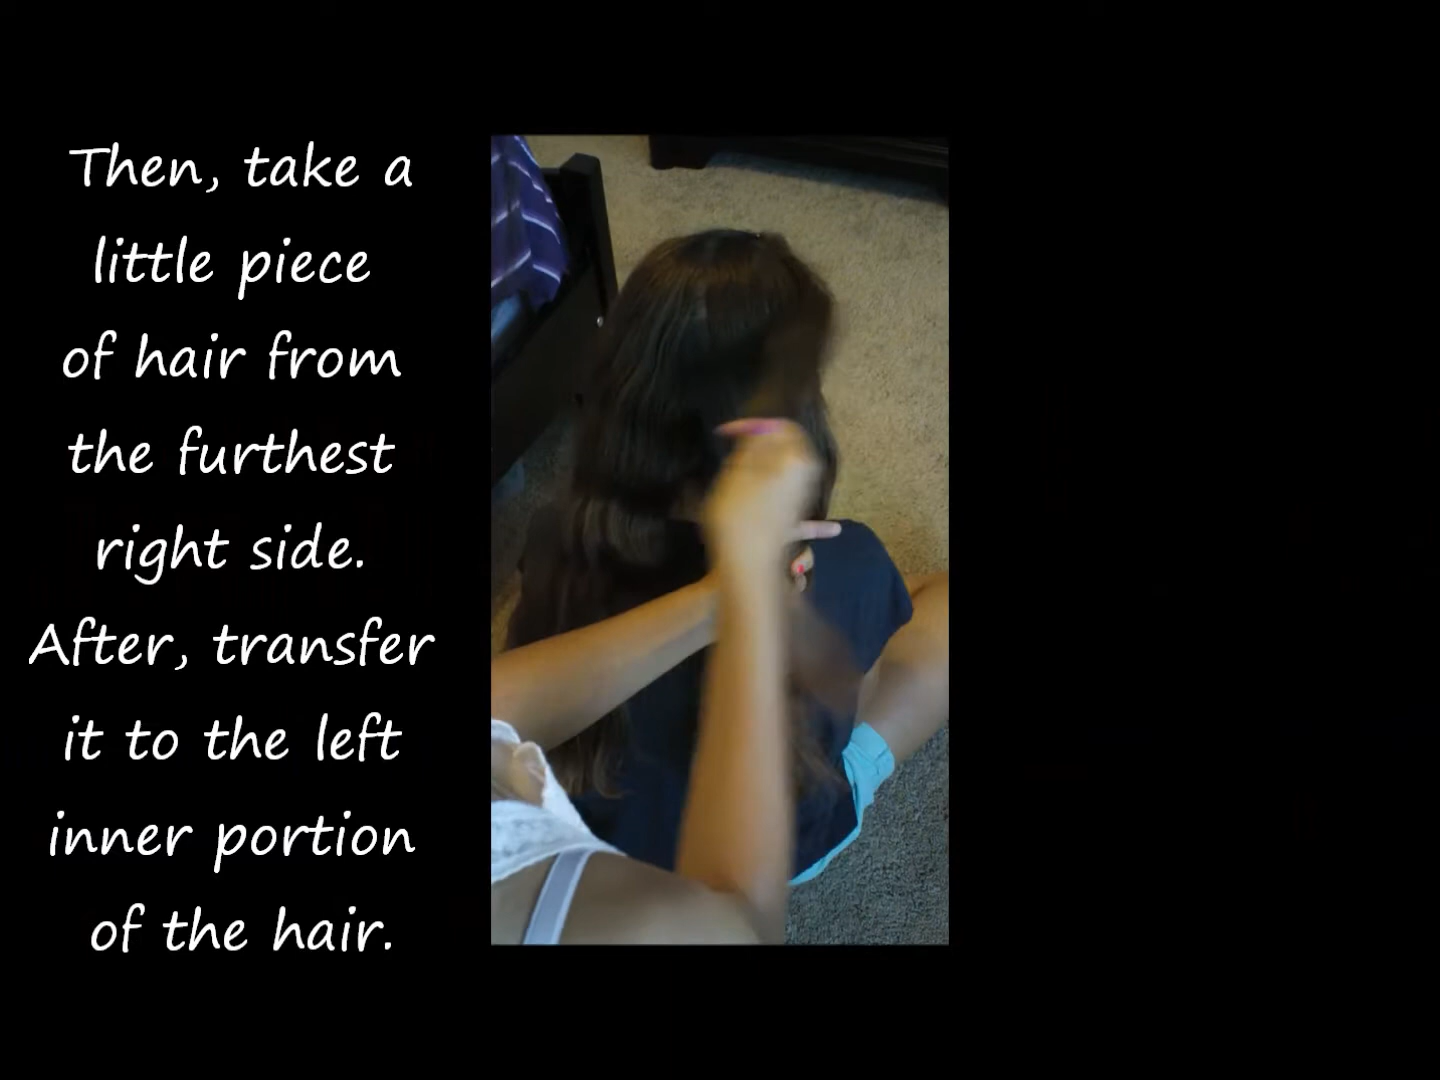 Then, take a
little piece
of hair from
the furthest
right side.
After, transfer
it to the left
inner portion
of the hair.